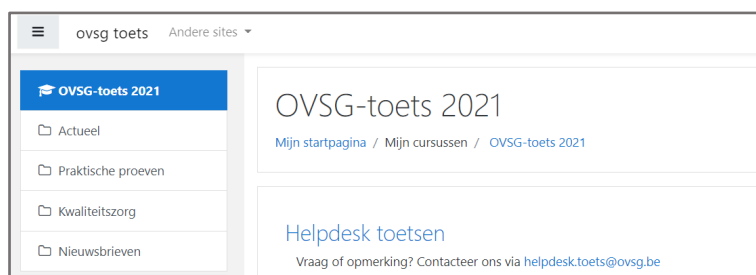 ovsg toets Andere sites
OVSG-toets 2021
Actueel
Praktische proeven
Kwaliteitszorg
Nieuwsbrieven
OVSG-toets 2021
Mijn startpagina / Mijn cursussen / OVSG-toets 2021
Helpdesk toetsen
Vraag of opmerking? Contacteer ons via helpdesk.toets@ovsg.be